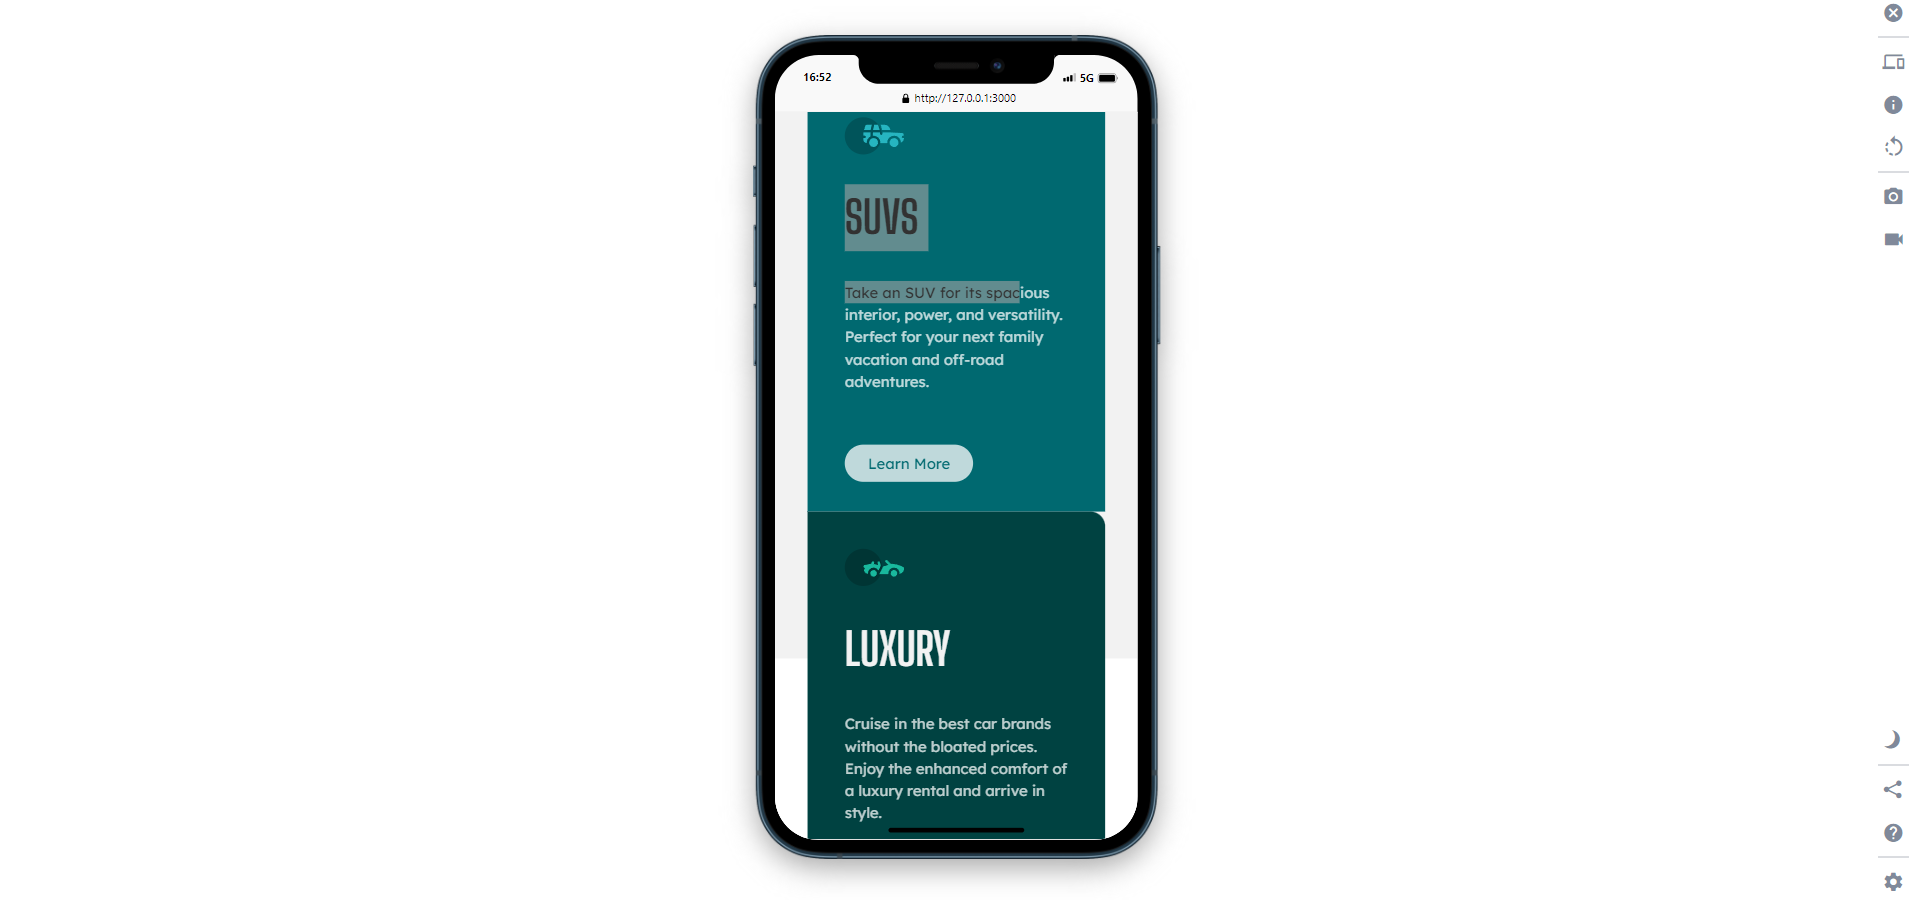 16:52
5G
http://127.0.0.1:3000
SUVS
Take an SUV for its spacious
interior, power, and versatility.
Perfect for your next family
vacation and off-road
adventures.
Learn More
LUXURY
Cruise in the best car brands
without the bloated prices.
Enjoy the enhanced comfort of
a luxury rental and arrive in
style.